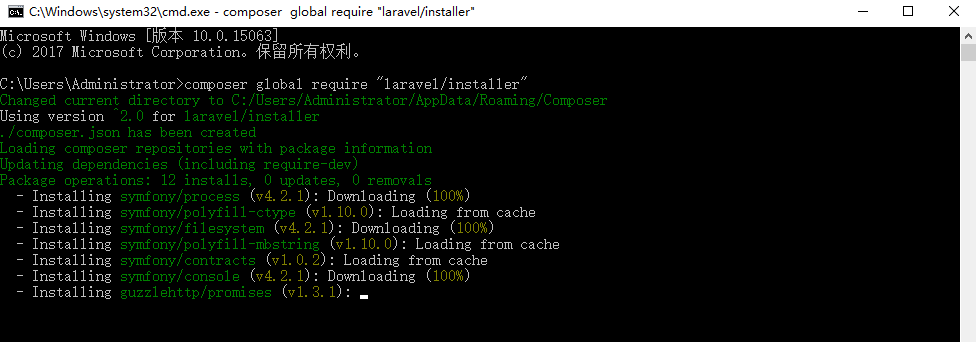 C:\Windows\system32\cmd.exe - composer  global require "laravel/installer"
Microsoft Windows [版本 10.0.15063]
(c) 2017 Microsoft Corporation。保留所有权利。
C:\Users\Administrator>composer global require "laravel/installer"
Changed current directory to C:/Users/Administrator/AppData/Roaming/Composer
Using version ^2.0 for laravel/installer
./composer.json has been created
Loading composer repositories with package information
Updating dependencies (including require-dev)
Package operations: 12 installs, 0 updates, 0 removals
  - Installing symfony/process (v4.2.1): Downloading (100%)
  - Installing symfony/polyfill-ctype (v1.10.0): Loading from cache
  - Installing symfony/filesystem (v4.2.1): Downloading (100%)
  - Installing symfony/polyfill-mbstring (v1.10.0): Loading from cache
  - Installing symfony/contracts (v1.0.2): Loading from cache
  - Installing symfony/console (v4.2.1): Downloading (100%)
  - Installing guzzlehttp/promises (v1.3.1):